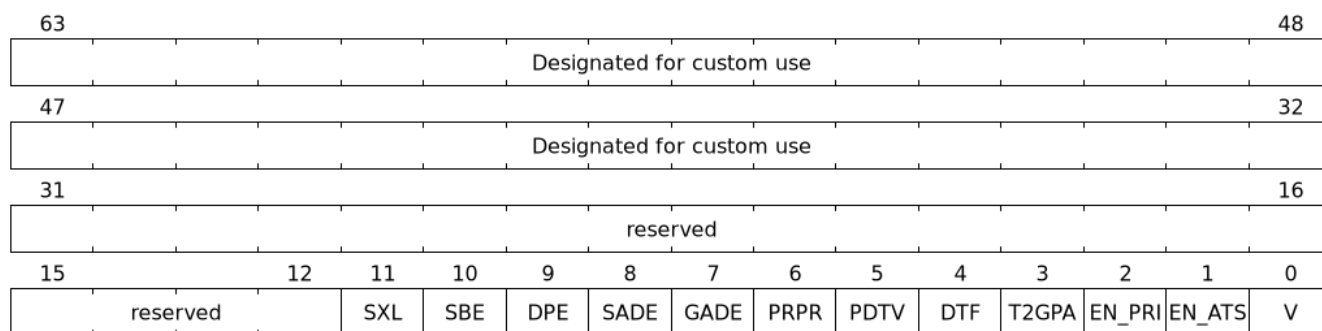 63 48
Designated for custom use
47 32
Designated for custom use
31 16
reserved
15 12 11 10 9 8 7 6 5 4 3 2 1 0
reserved SXL SBE DPE SADE GADE PRPR PDTV DTF T2GPA EN_PRI EN_ATS V